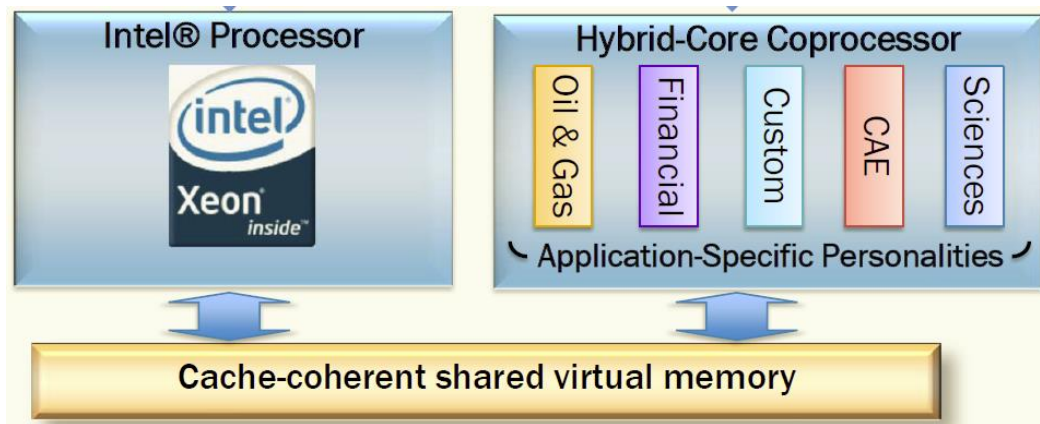 Intel® Processor
intel
Xeon®
inside™
Hybrid-Core Coprocessor
Oil & Gas
Financial
Custom
CAE
Sciences
Application-Specific Personalities
Cache-coherent shared virtual memory